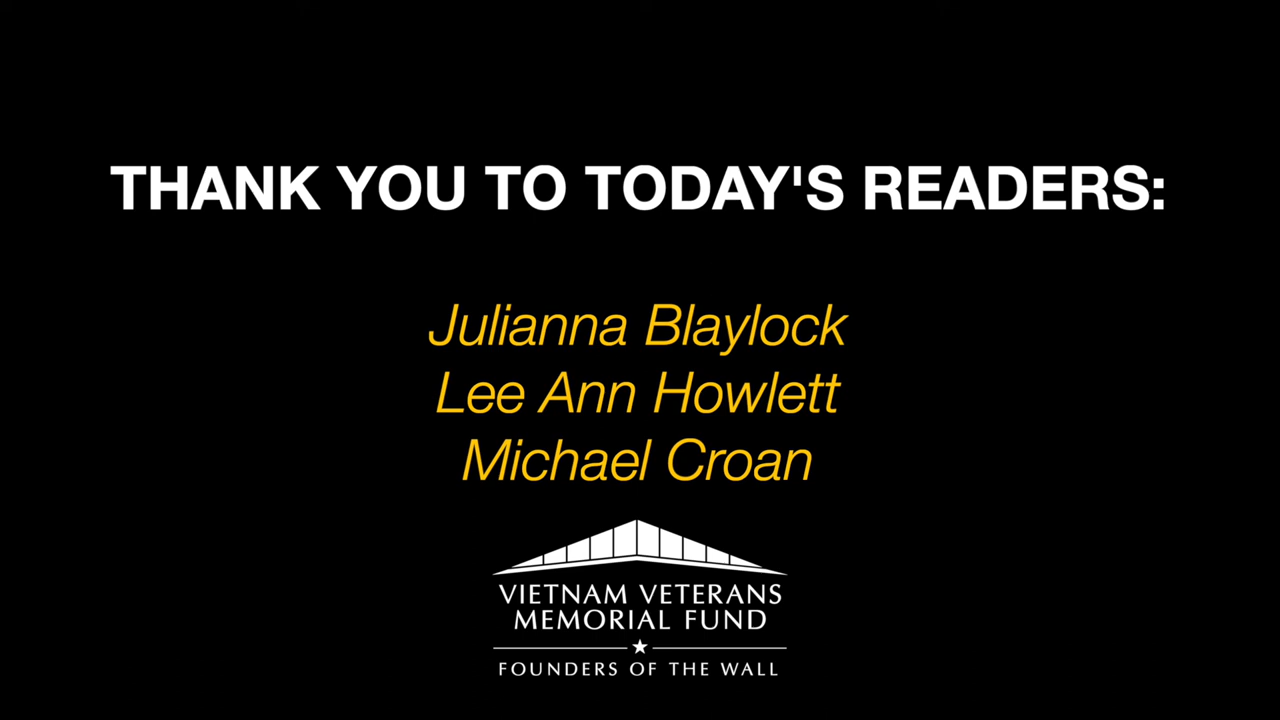 THANK YOU TO TODAY'S READERS:
Julianna Blaylock
Lee Ann Howlett
Michael Croan
VIETNAM VETERANS
MEMORIAL FUND
FOUNDERS OF THE WALL